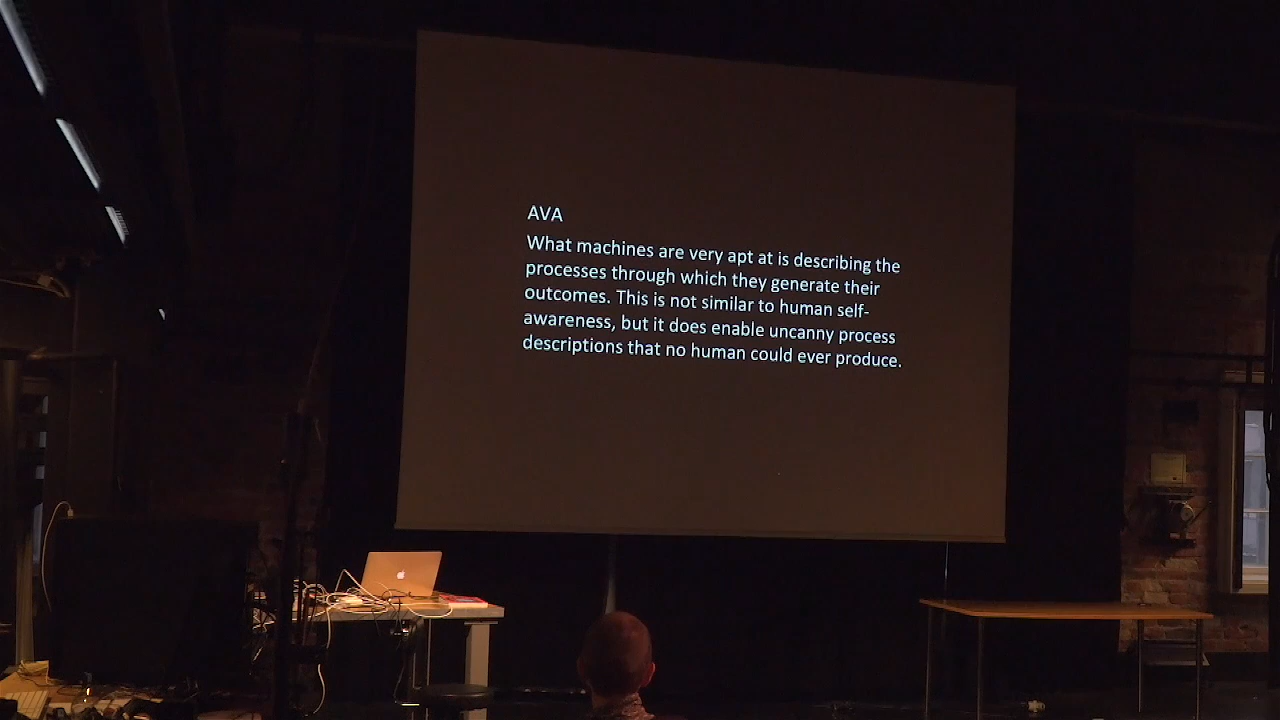 AVA
What machines are very apt at is describing the
processes through which they generate their
outcomes. This is not similar to human self-
awareness, but it does enable uncanny process
descriptions that no human could ever produce.